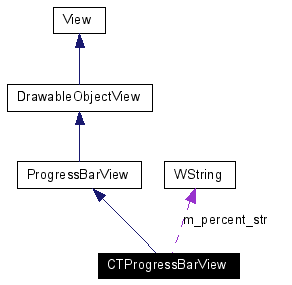 View
DrawableObjectView
ProgressBarView
WString
m_percent_str
CTProgressBarView